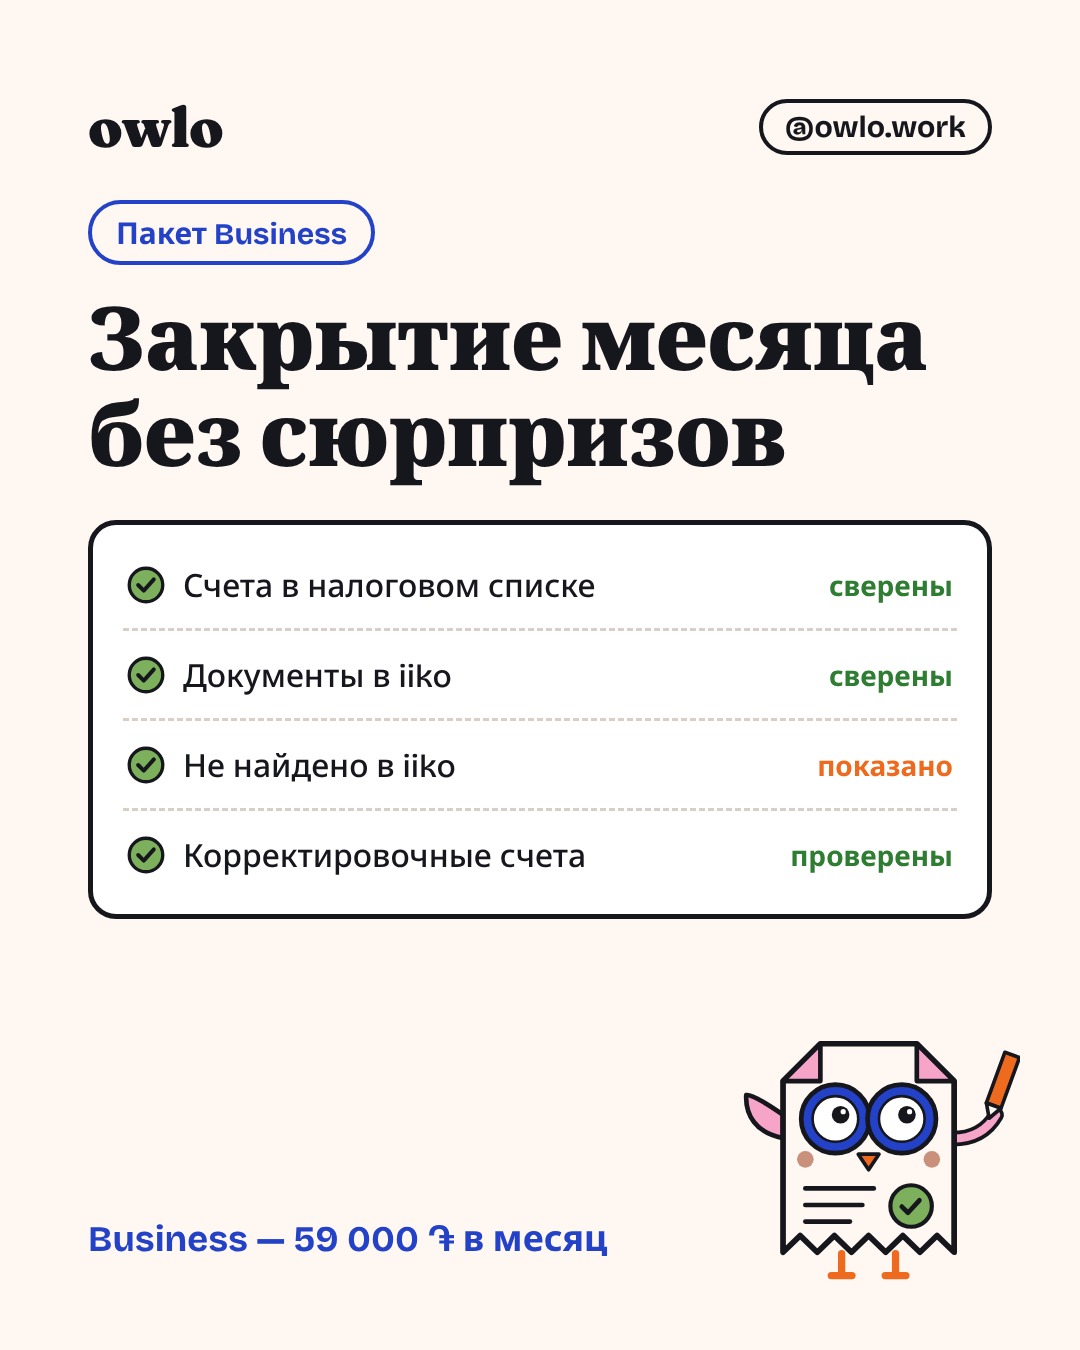 owlo
@owlo.work
Пакет Business
Закрытие месяца
без сюрпризов
Счета в налоговом списке сверены
Документы в iiko сверены
Не найдено в iiko показано
Корректировочные счета проверены
Business — 59 000 ֏ в месяц